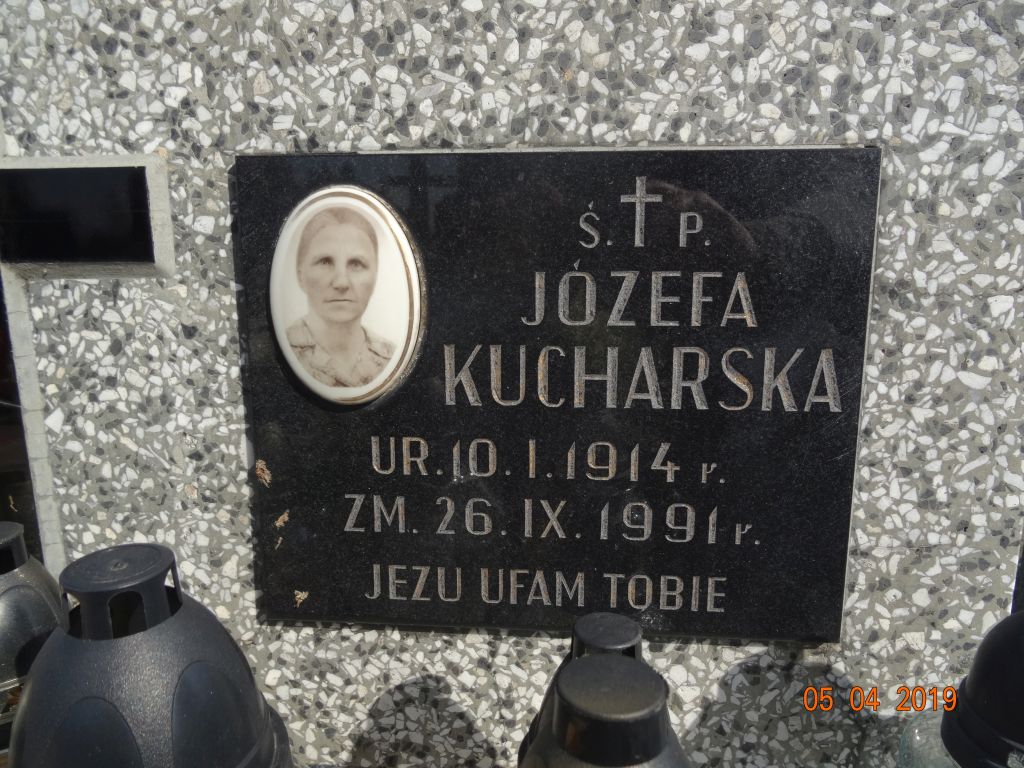 Ś. P.
JÓZEFA
KUCHARSKA
UR. 10. I. 1914 r.
ZM. 26. IX. 1991 r.
JEZU UFAM TOBIE
05 04 2019